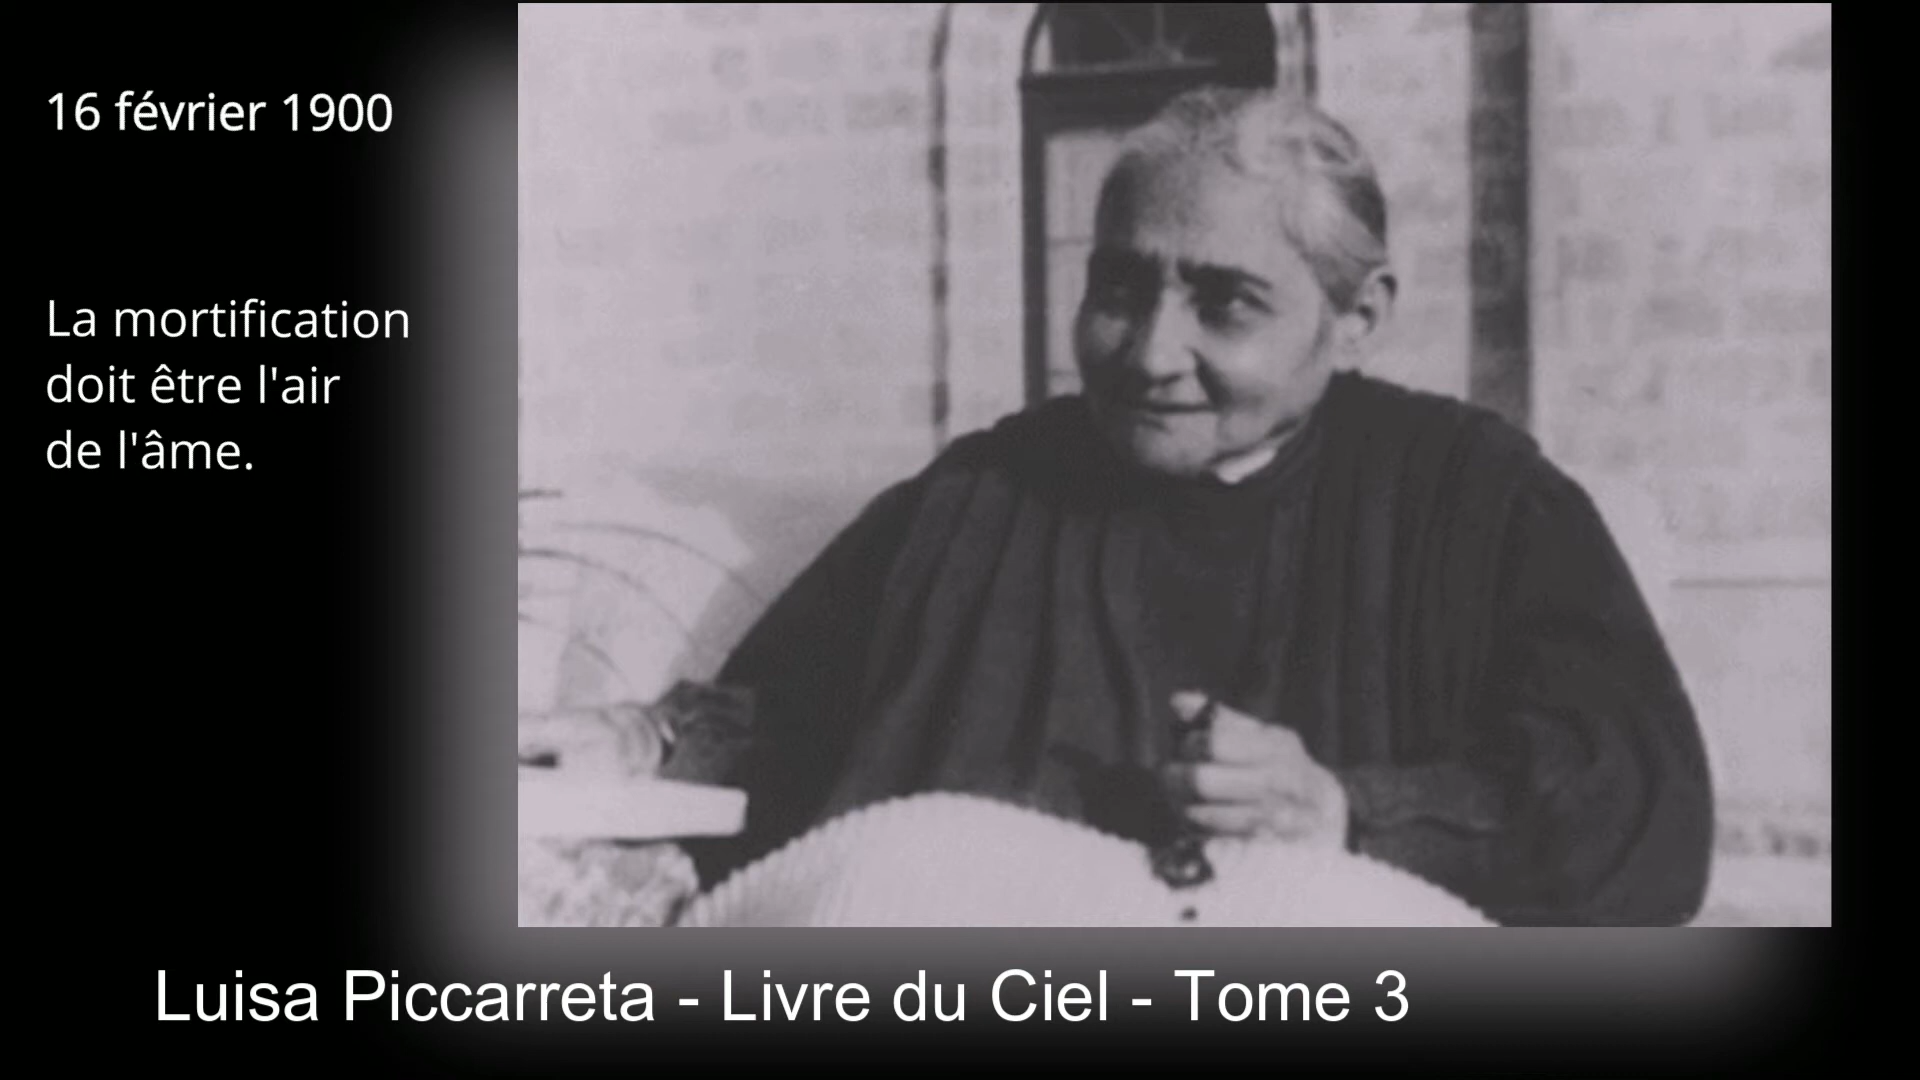 16 février 1900
La mortification
doit être l'air
de l'âme.
Luisa Piccarreta - Livre du Ciel - Tome 3